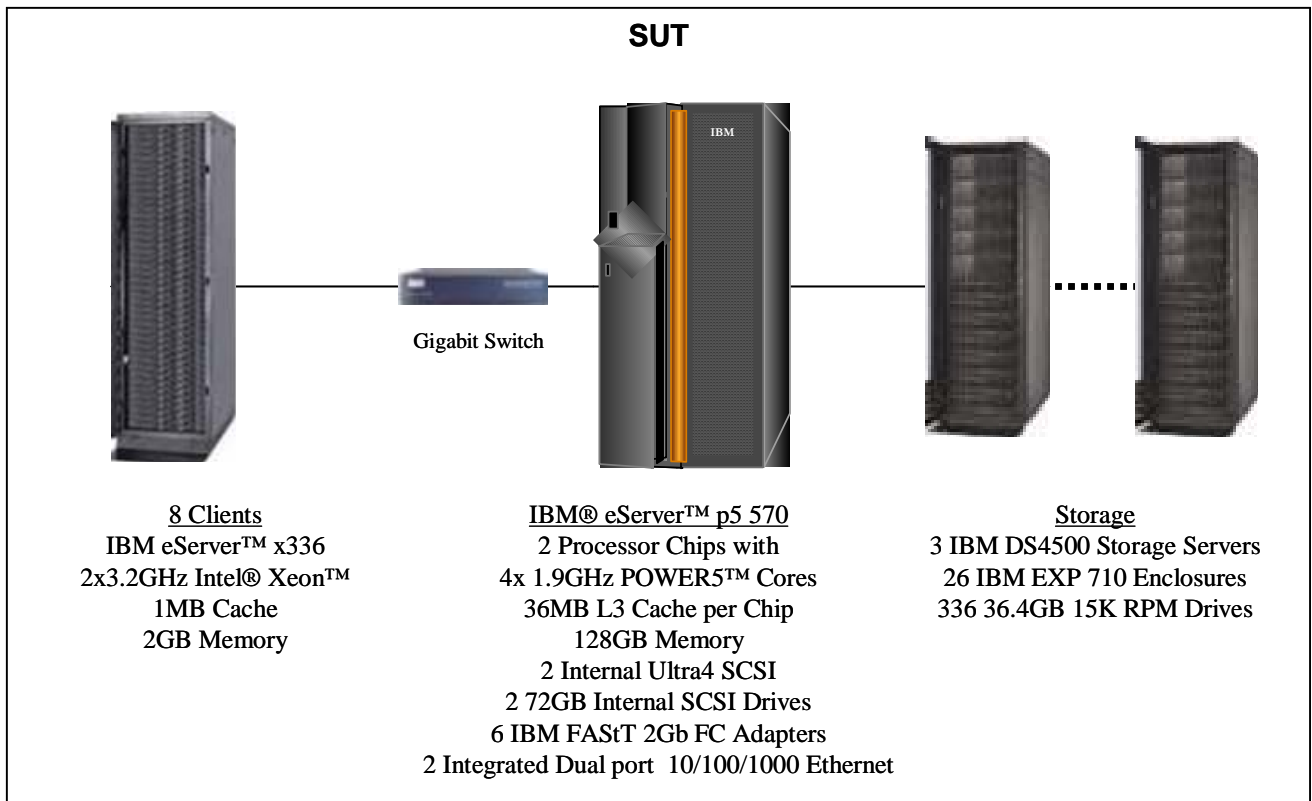 SUT
IBM
Gigabit Switch
8 Clients
IBM eServer™ x336
2x3.2GHz Intel® Xeon™
1MB Cache
2GB Memory
IBM® eServer™ p5 570
2 Processor Chips with
4x 1.9GHz POWER5™ Cores
36MB L3 Cache per Chip
128GB Memory
2 Internal Ultra4 SCSI
2 72GB Internal SCSI Drives
6 IBM FAStT 2Gb FC Adapters
2 Integrated Dual port 10/100/1000 Ethernet
Storage
3 IBM DS4500 Storage Servers
26 IBM EXP 710 Enclosures
336 36.4GB 15K RPM Drives